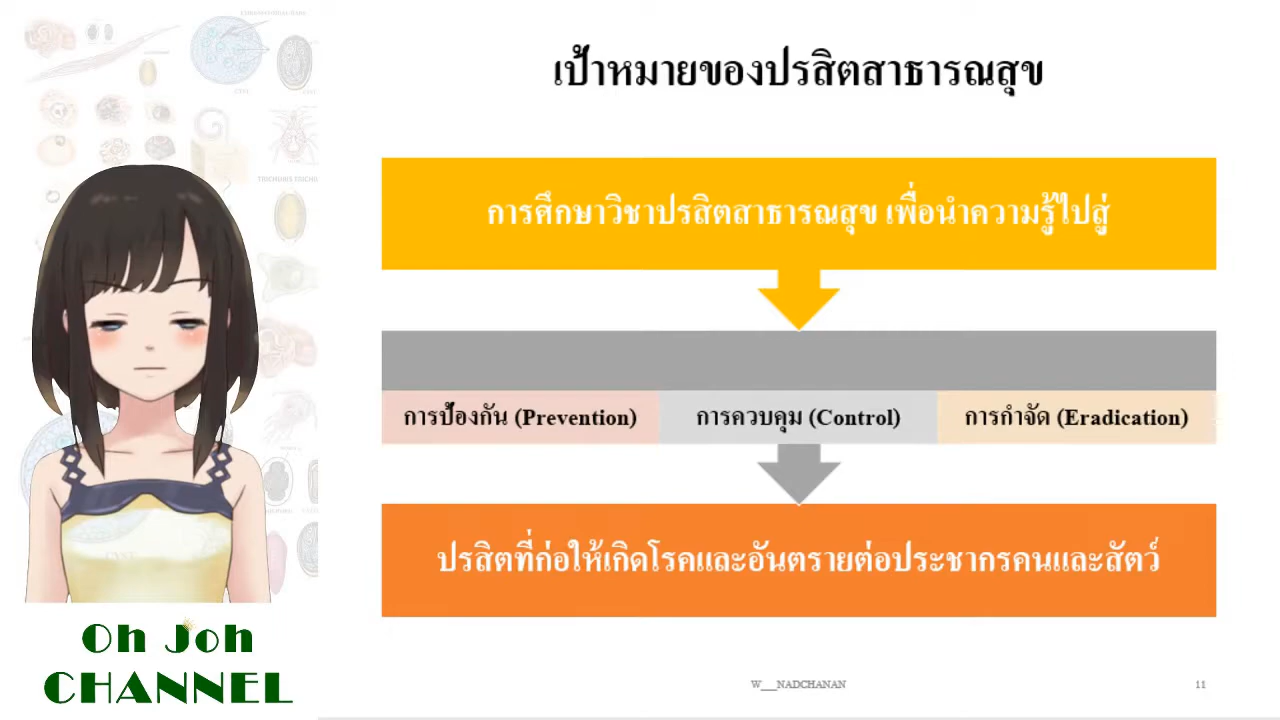 เป้าหมายของปรสิตสาธารณสุข
การศึกษาวิชาปรสิตสาธารณสุข เพื่อนำความรู้ไปสู่
การป้องกัน (Prevention)
การควบคุม (Control)
การกำจัด (Eradication)
ปรสิตที่ก่อให้เกิดโรคและอันตรายต่อประชากรคนและสัตว์
TRICHURIS TRICHIU
CYST
Oh Joh
CHANNEL
W___NADCHANAN
11